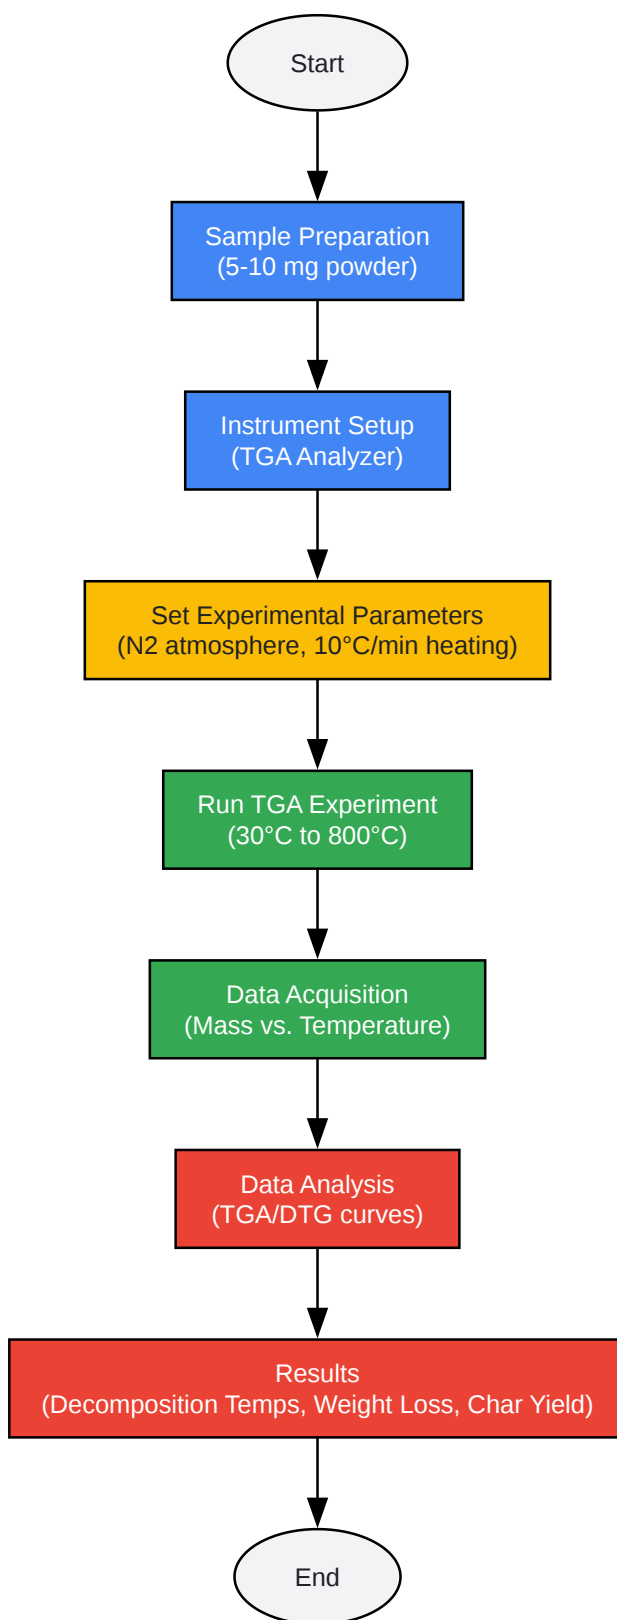 Start
Sample Preparation
(5-10 mg powder)
Instrument Setup
(TGA Analyzer)
Set Experimental Parameters
(N2 atmosphere, 10°C/min heating)
Run TGA Experiment
(30°C to 800°C)
Data Acquisition
(Mass vs. Temperature)
Data Analysis
(TGA/DTG curves)
Results
(Decomposition Temps, Weight Loss, Char Yield)
End